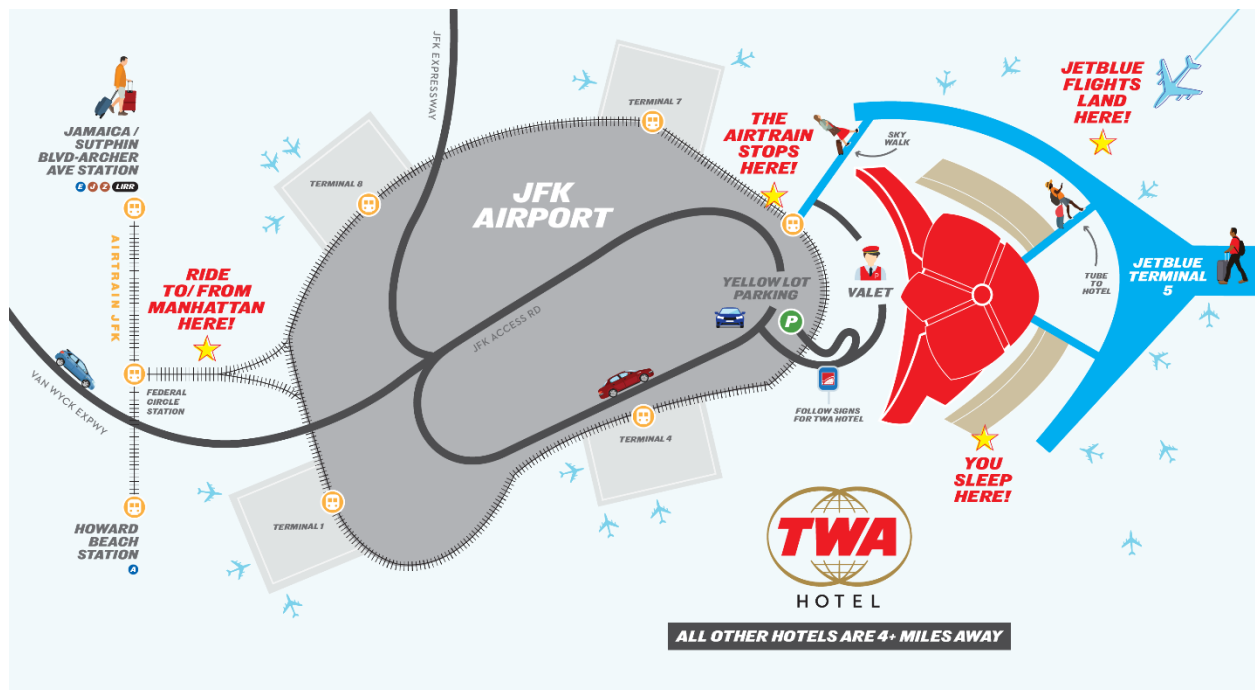 JAMAICA /
SUTPHIN
BLVD-ARCHER
AVE STATION
E J Z LIRR
AIRTRAIN JFK
RIDE
TO/FROM
MANHATTAN
HERE!
FEDERAL
CIRCLE
STATION
VAN WYCK EXPWY
HOWARD
BEACH
STATION
A
JFK EXPRESSWAY
TERMINAL 8
TERMINAL 7
JFK
AIRPORT
JFK ACCESS RD
TERMINAL 1
TERMINAL 4
THE
AIRTRAIN
STOPS
HERE!
SKY
WALK
JETBLUE
FLIGHTS
LAND
HERE!
YELLOW LOT
PARKING
P
VALET
FOLLOW SIGNS
FOR TWA HOTEL
TUBE
TO
HOTEL
JETBLUE
TERMINAL
5
YOU
SLEEP
HERE!
TWA
HOTEL
ALL OTHER HOTELS ARE 4+ MILES AWAY